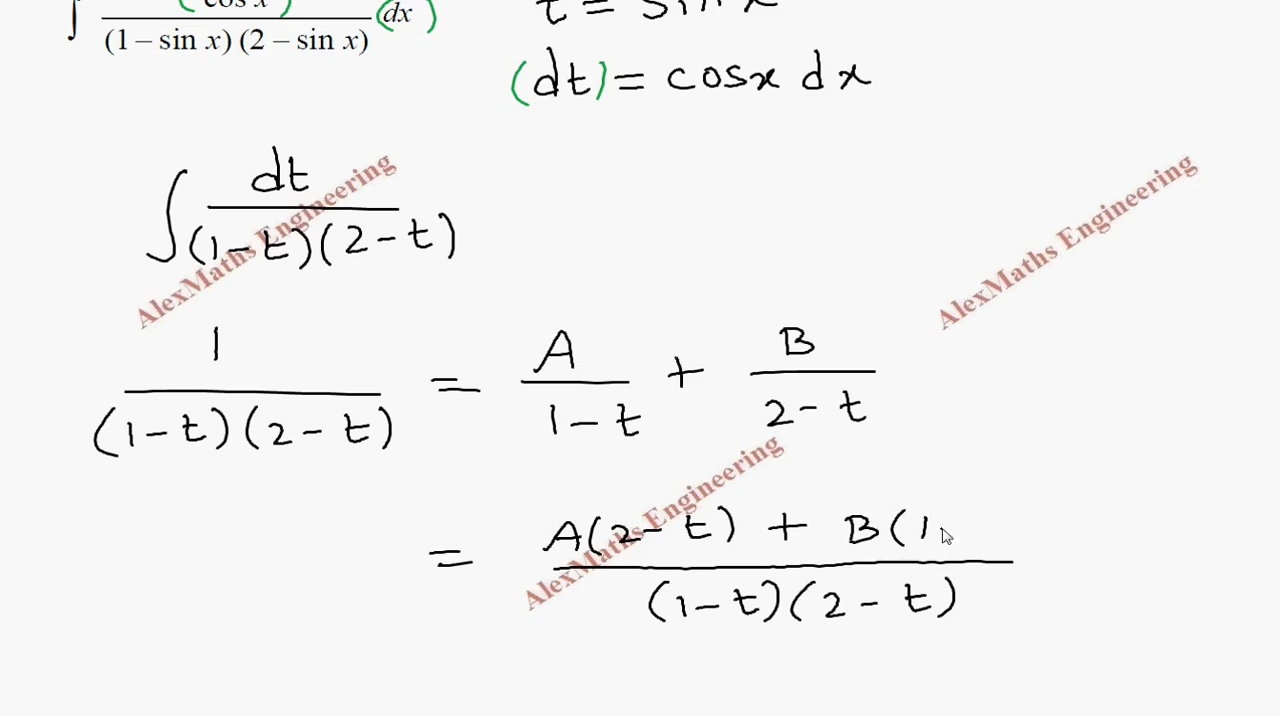 ∫ (cos x) (dx) t = sin x
(1 – sin x) (2 – sin x)
(dt) = cosx dx
∫ dt
(1-t)(2-t)
AlexMaths Engineering
AlexMaths Engineering
1 = A + B
(1-t)(2-t) 1-t 2-t
AlexMaths Engineering
= A(2-t) + B(1
(1-t)(2-t)